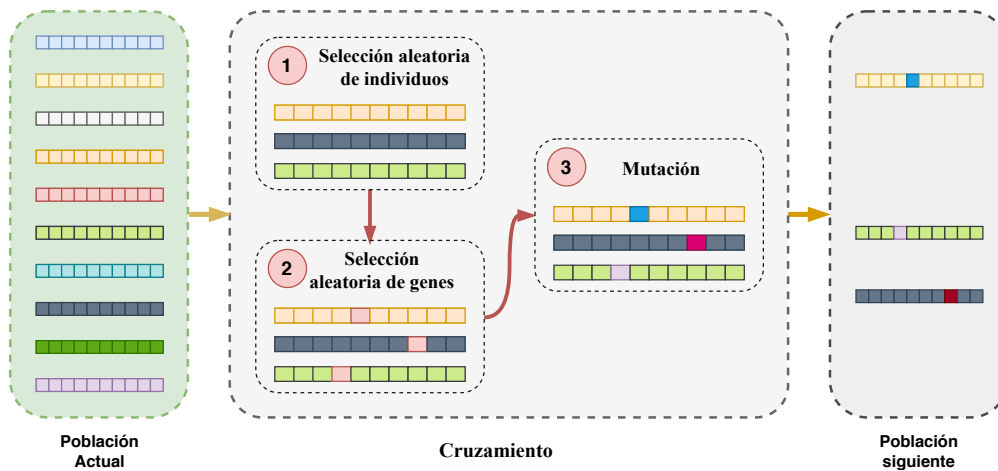 1
Selección aleatoria
de individuos
2
Selección
aleatoria de genes
3
Mutación
Población
Actual
Cruzamiento
Población
siguiente